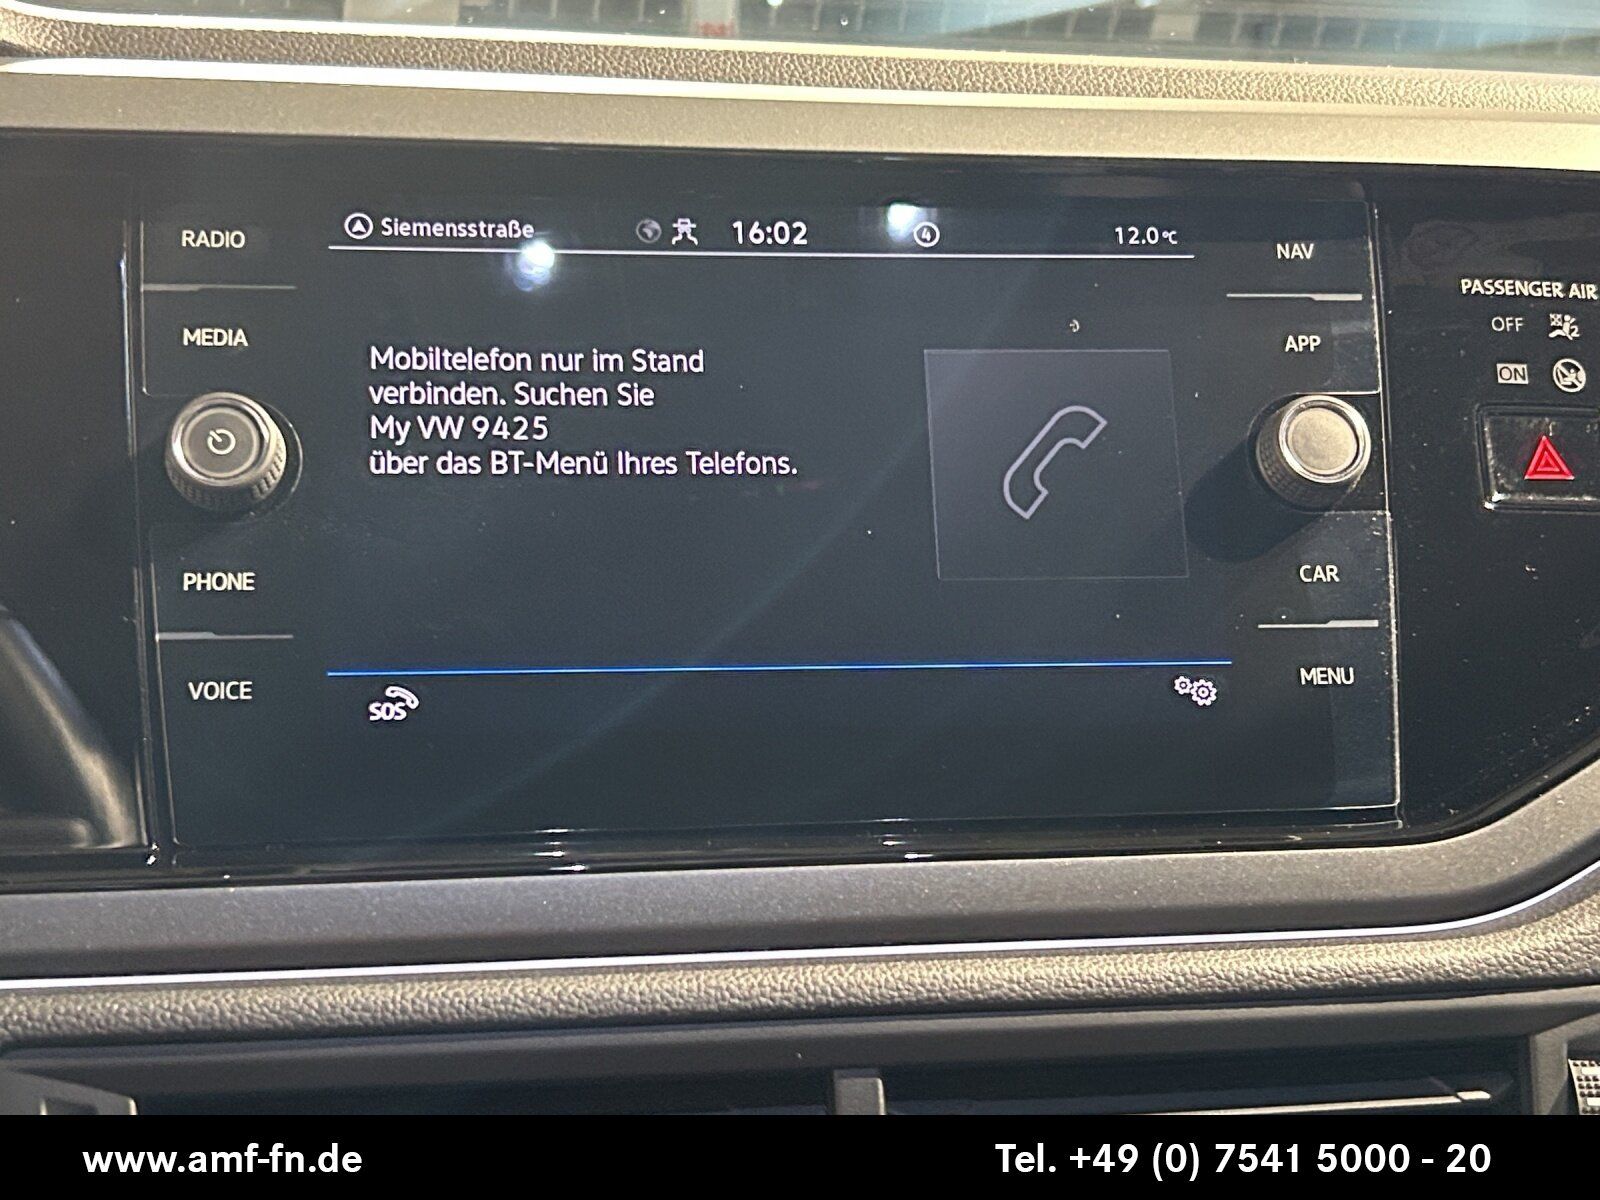 RADIO
MEDIA
PHONE
VOICE
Siemensstraße
16:02
4
12.0°C
Mobiltelefon nur im Stand
verbinden. Suchen Sie
My VW 9425
über das BT-Menü Ihres Telefons.
SOS
NAV
APP
CAR
MENU
PASSENGER AIR
OFF
ON
www.amf-fn.de
Tel. +49 (0) 7541 5000 - 20